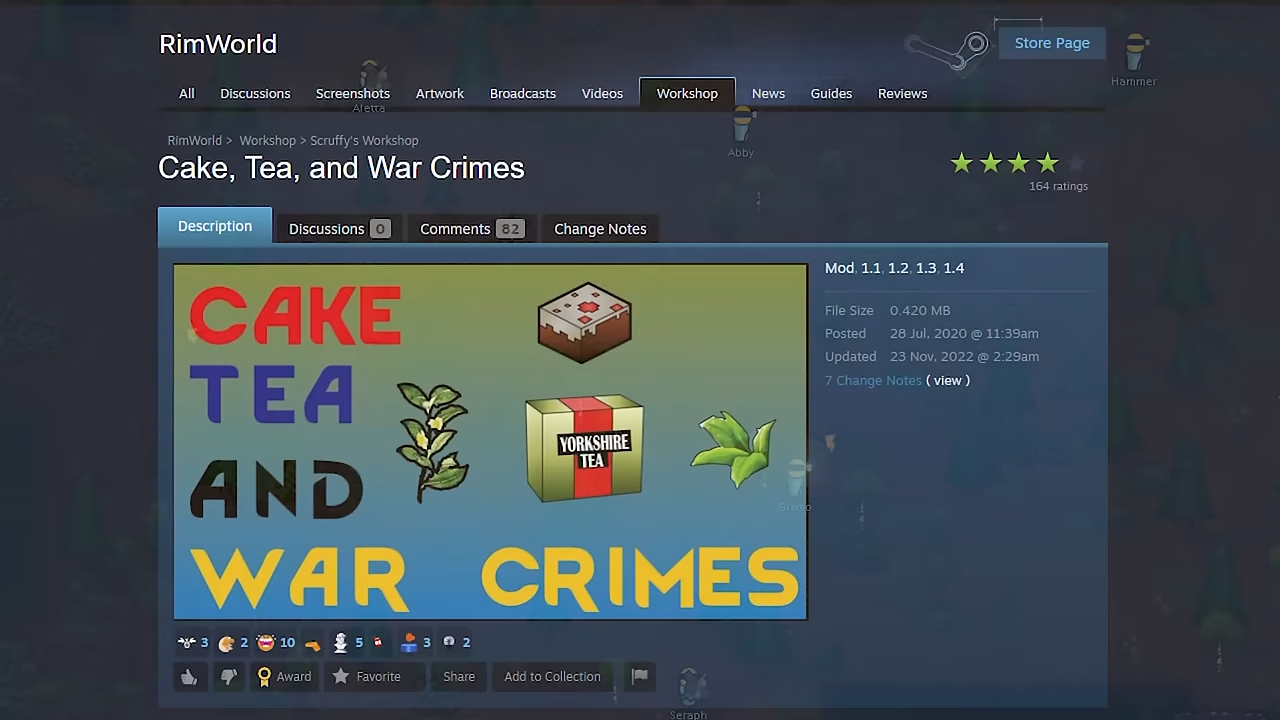 RimWorld
Store Page
Hammer
All Discussions Screenshots Artwork Broadcasts Videos Workshop News Guides Reviews
Aletta
Abby
RimWorld > Workshop > Scruffy's Workshop
Cake, Tea, and War Crimes
164 ratings
Description Discussions 0 Comments 82 Change Notes
Mod, 1.1, 1.2, 1.3, 1.4
File Size 0.420 MB
Posted 28 Jul, 2020 @ 11:39am
Updated 23 Nov, 2022 @ 2:29am
7 Change Notes ( view )
CAKE
TEA
YORKSHIRE
TEA
AND
Gizmo
WAR CRIMES
3 2 10 5 3 2
Award Favorite Share Add to Collection
Seraph